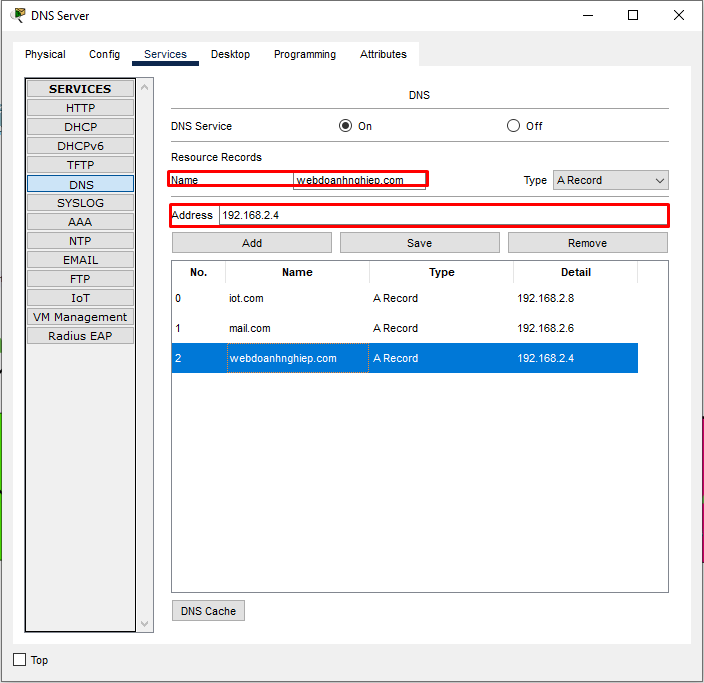 DNS Server
Physical Config Services Desktop Programming Attributes
SERVICES
HTTP
DHCP
DHCPv6
TFTP
DNS
SYSLOG
AAA
NTP
EMAIL
FTP
IoT
VM Management
Radius EAP
DNS
DNS Service On Off
Resource Records
Name webdoanhnghiep.com Type A Record
Address 192.168.2.4
Add Save Remove
No. Name Type Detail
0 iot.com A Record 192.168.2.8
1 mail.com A Record 192.168.2.6
2 webdoanhnghiep.com A Record 192.168.2.4
DNS Cache
Top